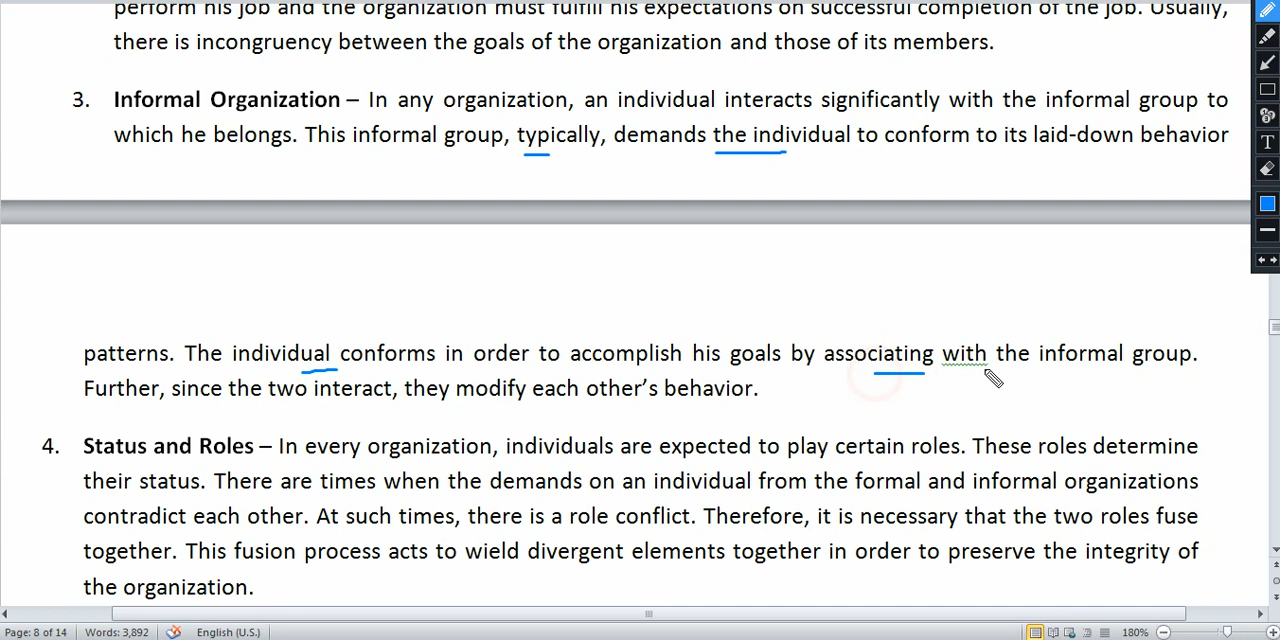 perform his job and the organization must fulfill his expectations on successful completion of the job. Usually,
there is incongruency between the goals of the organization and those of its members.
3. Informal Organization – In any organization, an individual interacts significantly with the informal group to
which he belongs. This informal group, typically, demands the individual to conform to its laid-down behavior
patterns. The individual conforms in order to accomplish his goals by associating with the informal group.
Further, since the two interact, they modify each other’s behavior.
4. Status and Roles – In every organization, individuals are expected to play certain roles. These roles determine
their status. There are times when the demands on an individual from the formal and informal organizations
contradict each other. At such times, there is a role conflict. Therefore, it is necessary that the two roles fuse
together. This fusion process acts to wield divergent elements together in order to preserve the integrity of
the organization.
Page: 8 of 14 Words: 3,892 English (U.S.) 180%
T